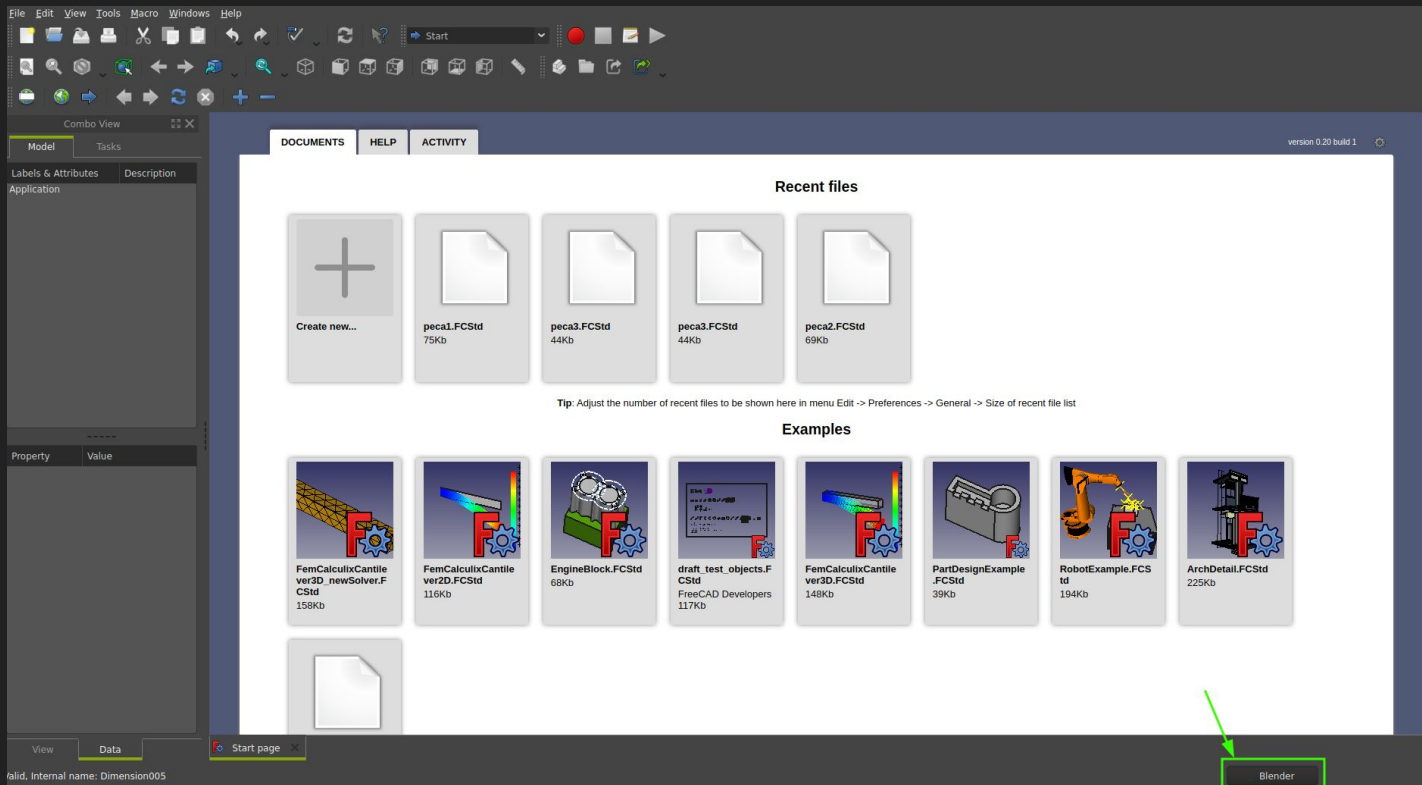 File Edit View Tools Macro Windows Help
Start
Combo View
Model Tasks
Labels & Attributes Description
Application
Property Value
View Data
DOCUMENTS HELP ACTIVITY
version 0.20 build 1
Recent files
Create new...
peca1.FCStd
75Kb
peca3.FCStd
44Kb
peca3.FCStd
44Kb
peca2.FCStd
69Kb
Tip: Adjust the number of recent files to be shown here in menu Edit -> Preferences -> General -> Size of recent file list
Examples
FemCalculixCantile
ver3D_newSolver.F
CStd
158Kb
FemCalculixCantile
ver2D.FCStd
116Kb
EngineBlock.FCStd
68Kb
draft_test_objects.F
CStd
FreeCAD Developers
117Kb
FemCalculixCantile
ver3D.FCStd
148Kb
PartDesignExample
.FCStd
39Kb
RobotExample.FCS
td
194Kb
ArchDetail.FCStd
225Kb
Start page
alid, Internal name: Dimension005
Blender